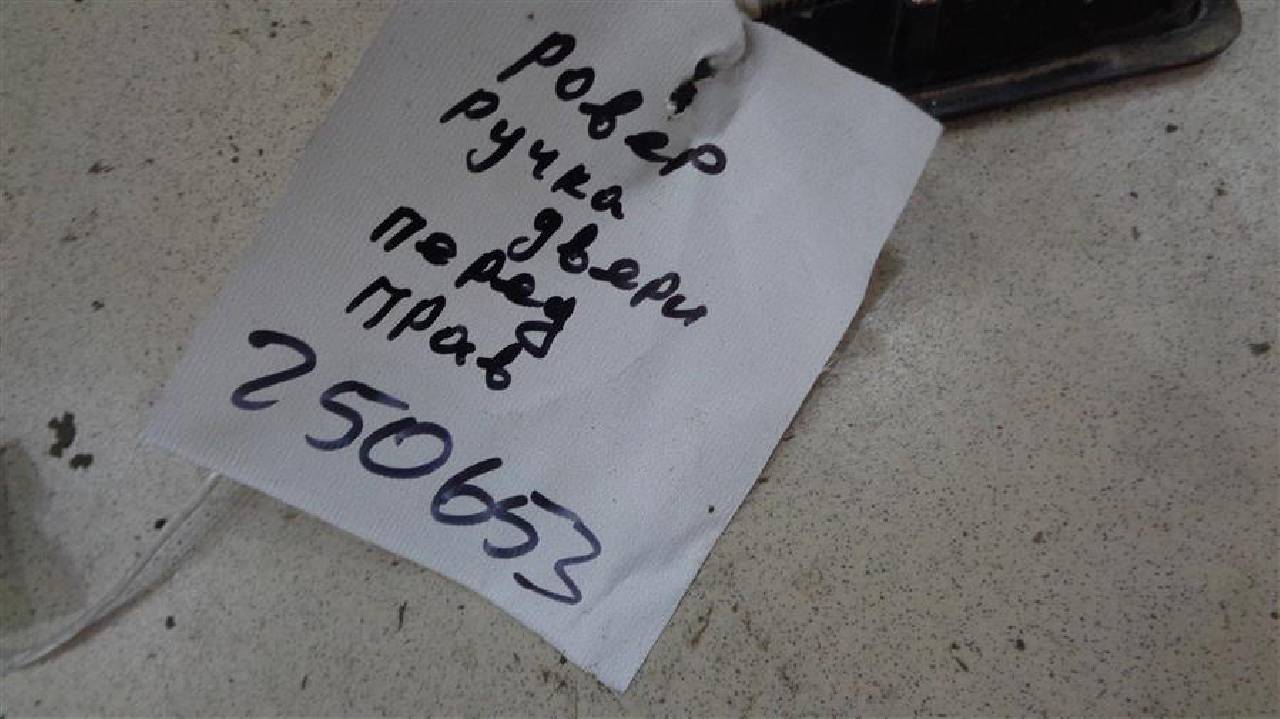 ровер
ручка
двери
перед
прав
250653